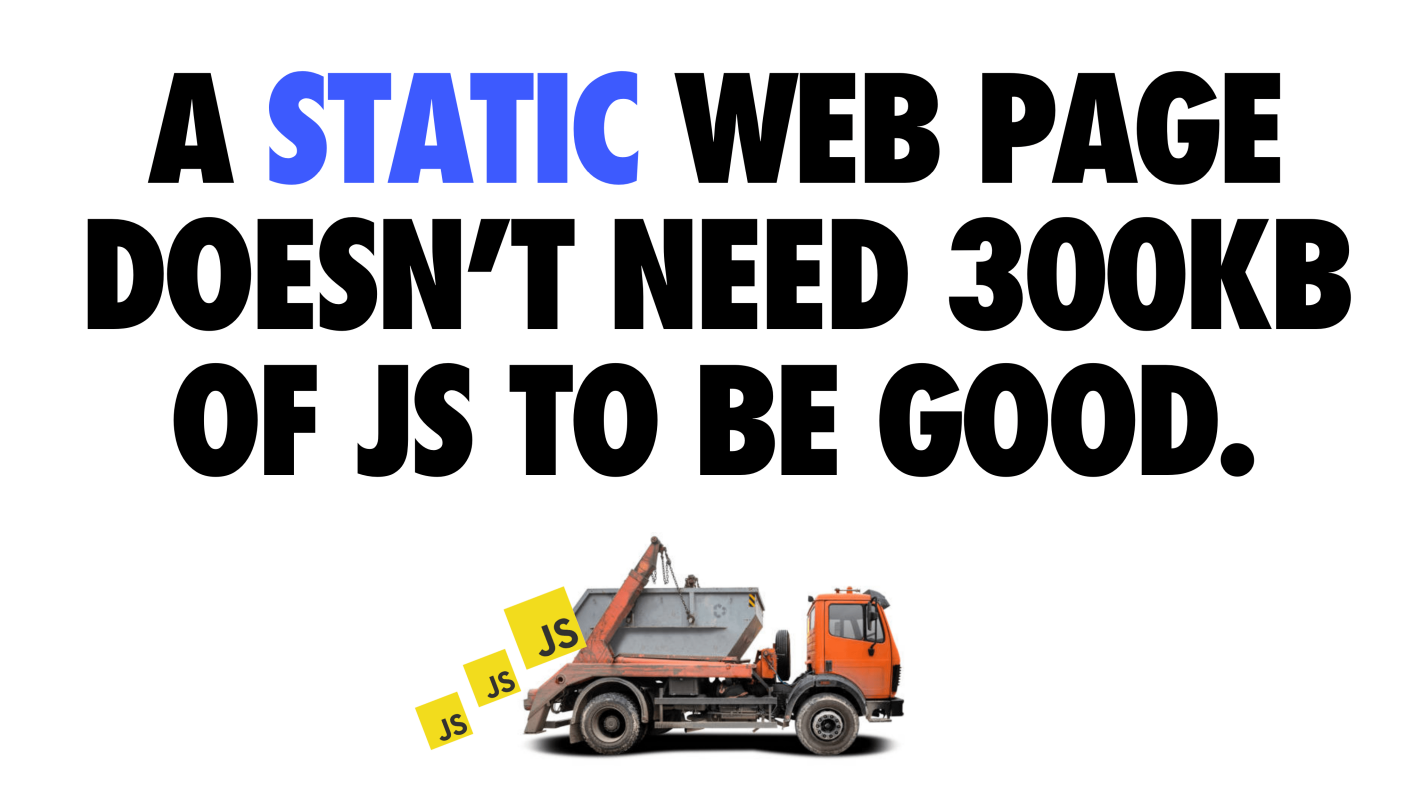 A STATIC WEB PAGE
DOESN’T NEED 300KB
OF JS TO BE GOOD.
JS
JS
JS